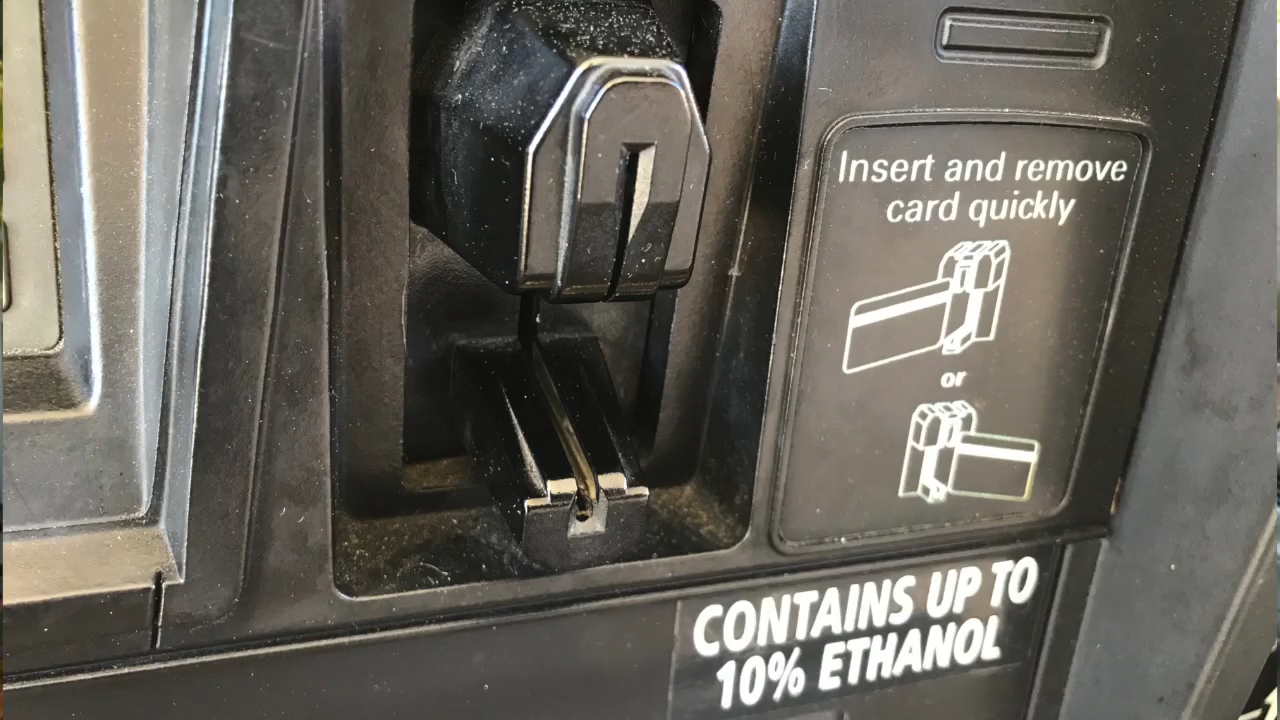 Insert and remove
card quickly
or
CONTAINS UP TO
10% ETHANOL